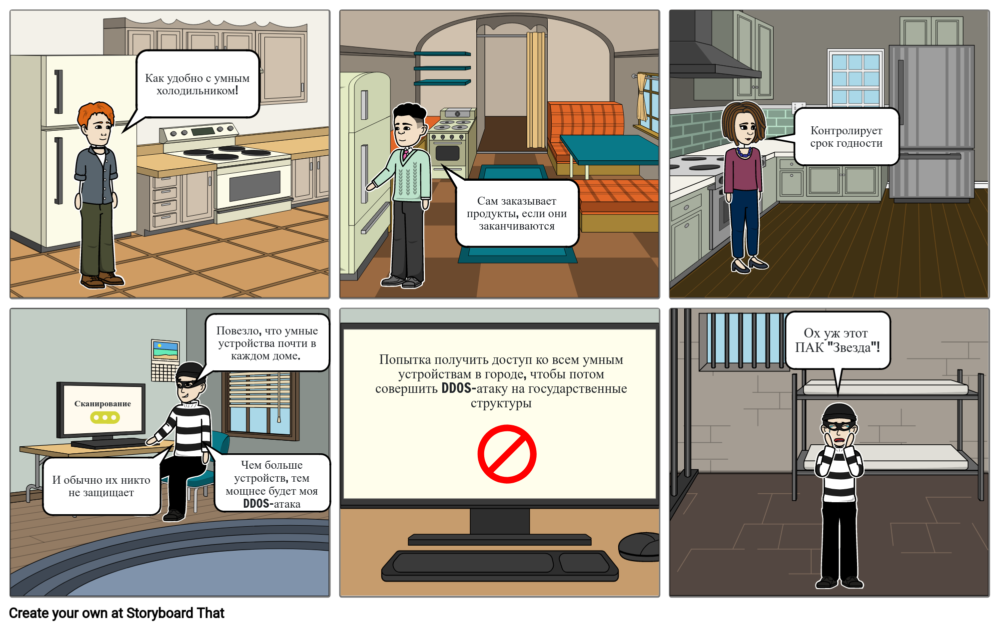 Как удобно с умным
холодильником!
Сам заказывает
продукты, если они
заканчиваются
Контролирует
срок годности
Повезло, что умные
устройства почти в
каждом доме.
Сканирование
И обычно их никто
не защищает
Чем больше
устройств, тем
мощнее будет моя
DDOS-атака
Попытка получить доступ ко всем умным
устройствам в городе, чтобы потом
совершить DDOS-атаку на государственные
структуры
Ох уж этот
ПАК "Звезда"!
Create your own at Storyboard That